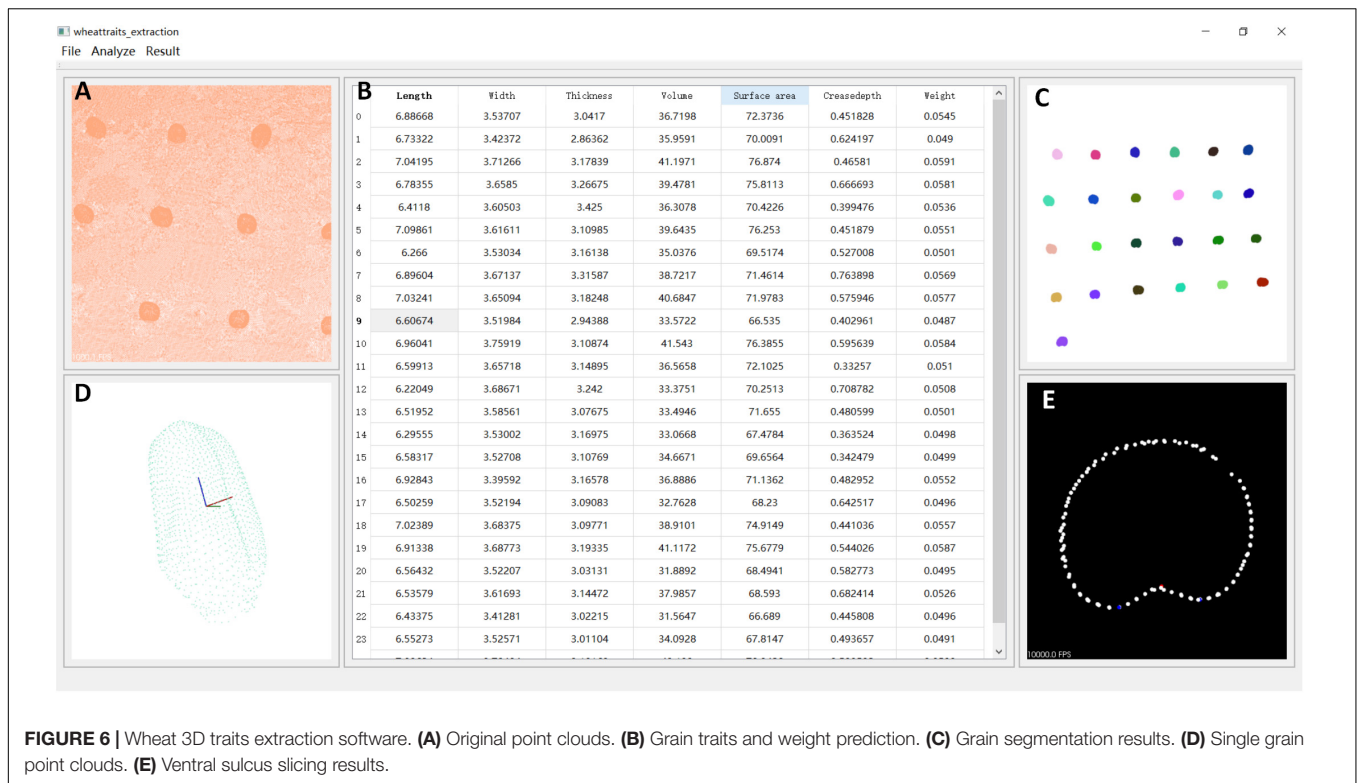 wheattraits_extraction
File Analyze Result
A
B
Length Width Thickness Volume Surface area Creasedepth Weight
0 6.88668 3.53707 3.0417 36.7198 72.3736 0.451828 0.0545
1 6.73322 3.42372 2.86362 35.9591 70.0091 0.624197 0.049
2 7.04195 3.71266 3.17839 41.1971 76.874 0.46581 0.0591
3 6.78355 3.6585 3.26675 39.4781 75.8113 0.666693 0.0581
4 6.4118 3.60503 3.425 36.3078 70.4226 0.399476 0.0536
5 7.09861 3.61611 3.10985 39.6435 76.253 0.451879 0.0551
6 6.266 3.53034 3.16138 35.0376 69.5174 0.527008 0.0501
7 6.89604 3.67137 3.31587 38.7217 71.4614 0.763898 0.0569
8 7.03241 3.65094 3.18248 40.6847 71.9783 0.575946 0.0577
9 6.60674 3.51984 2.94388 33.5722 66.535 0.402961 0.0487
10 6.96041 3.75919 3.10874 41.543 76.3855 0.595639 0.0584
11 6.59913 3.65718 3.14895 36.5658 72.1025 0.33257 0.051
12 6.22049 3.68671 3.242 33.3751 70.2513 0.708782 0.0508
13 6.51952 3.58561 3.07675 33.4946 71.655 0.480599 0.0501
14 6.29555 3.53002 3.16975 33.0668 67.4784 0.363524 0.0498
15 6.58317 3.52708 3.10769 34.6671 69.6564 0.342479 0.0499
16 6.92843 3.39592 3.16578 36.8886 71.1362 0.482952 0.0552
17 6.50259 3.52194 3.09083 32.7628 68.23 0.642517 0.0496
18 7.02389 3.68375 3.09771 38.9101 74.9149 0.441036 0.0557
19 6.91338 3.68773 3.19335 41.1172 75.6779 0.544026 0.0587
20 6.56432 3.52207 3.03131 31.8892 68.4941 0.582773 0.0495
21 6.53579 3.61693 3.14472 37.9857 68.593 0.682414 0.0526
22 6.43375 3.41281 3.02215 31.5647 66.689 0.445808 0.0496
23 6.55273 3.52571 3.01104 34.0928 67.8147 0.493657 0.0491
C
D
E
10000.0 FPS
FIGURE 6 | Wheat 3D traits extraction software. (A) Original point clouds. (B) Grain traits and weight prediction. (C) Grain segmentation results. (D) Single grain
point clouds. (E) Ventral sulcus slicing results.